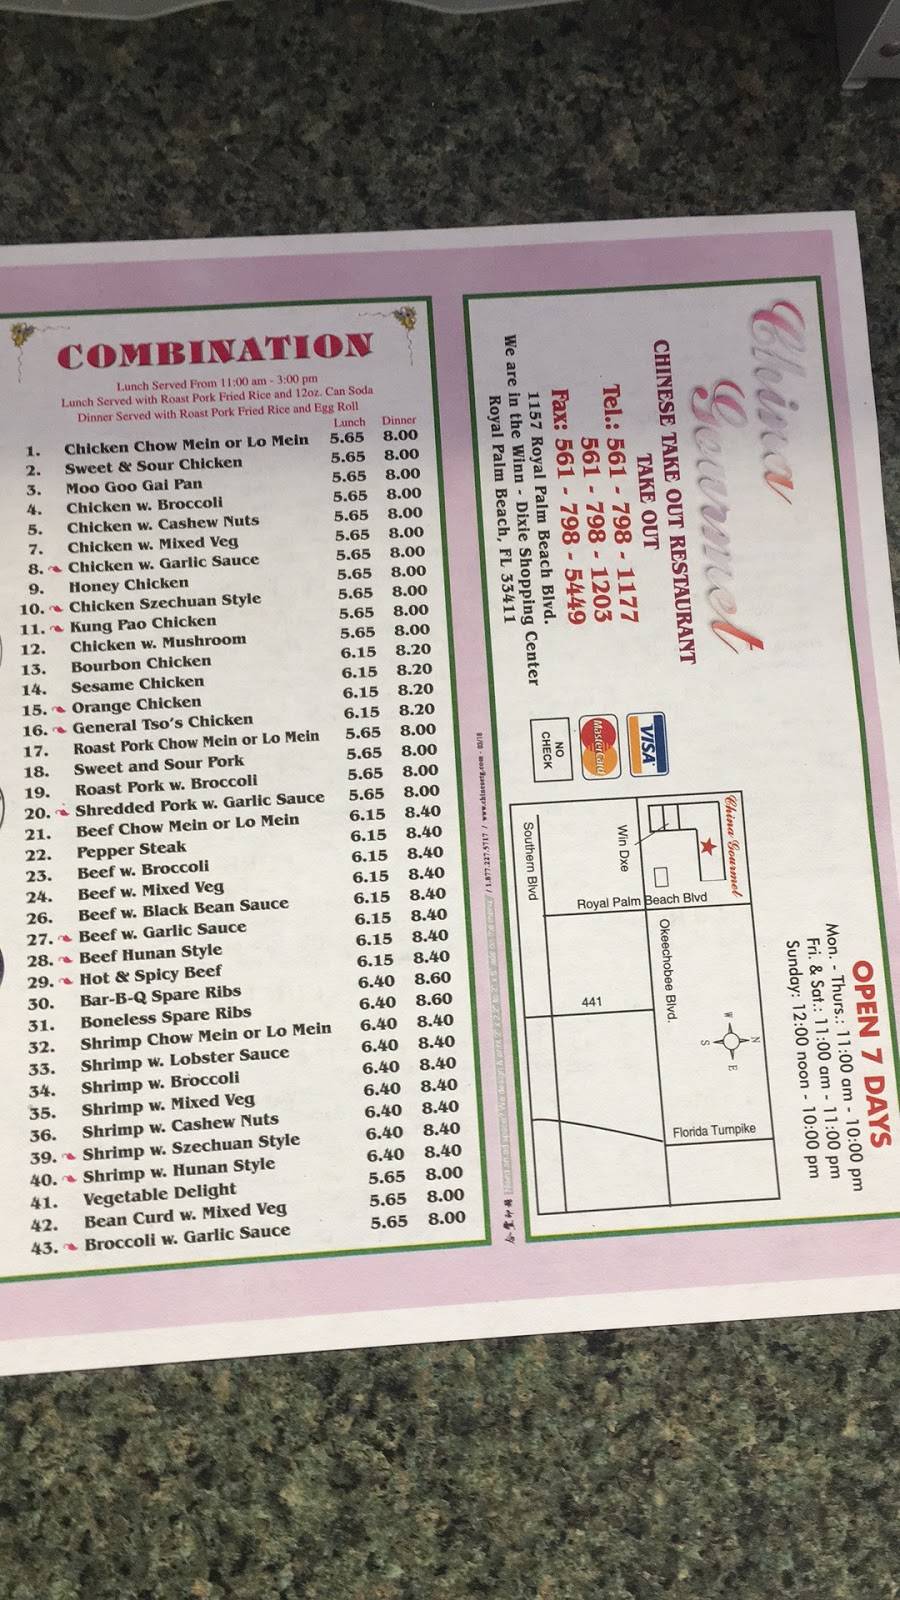 COMBINATION
Lunch Served From 11:00 am - 3:00 pm
Lunch Served with Roast Pork Fried Rice and 12oz. Can Soda
Dinner Served with Roast Pork Fried Rice and Egg Roll
Lunch Dinner
1. Chicken Chow Mein or Lo Mein 5.65 8.00
2. Sweet & Sour Chicken 5.65 8.00
3. Moo Goo Gai Pan 5.65 8.00
4. Chicken w. Broccoli 5.65 8.00
5. Chicken w. Cashew Nuts 5.65 8.00
7. Chicken w. Mixed Veg 5.65 8.00
8. Chicken w. Garlic Sauce 5.65 8.00
9. Honey Chicken 5.65 8.00
10. Chicken Szechuan Style 5.65 8.00
11. Kung Pao Chicken 5.65 8.00
12. Chicken w. Mushroom 5.65 8.00
13. Bourbon Chicken 6.15 8.20
14. Sesame Chicken 6.15 8.20
15. Orange Chicken 6.15 8.20
16. General Tso's Chicken 6.15 8.20
17. Roast Pork Chow Mein or Lo Mein 5.65 8.00
18. Sweet and Sour Pork 5.65 8.00
19. Roast Pork w. Broccoli 5.65 8.00
20. Shredded Pork w. Garlic Sauce 5.65 8.00
21. Beef Chow Mein or Lo Mein 6.15 8.40
22. Pepper Steak 6.15 8.40
23. Beef w. Broccoli 6.15 8.40
24. Beef w. Mixed Veg 6.15 8.40
26. Beef w. Black Bean Sauce 6.15 8.40
27. Beef w. Garlic Sauce 6.15 8.40
28. Beef Hunan Style 6.15 8.40
29. Hot & Spicy Beef 6.15 8.40
30. Bar-B-Q Spare Ribs 6.40 8.60
31. Boneless Spare Ribs 6.40 8.60
32. Shrimp Chow Mein or Lo Mein 6.40 8.40
33. Shrimp w. Lobster Sauce 6.40 8.40
34. Shrimp w. Broccoli 6.40 8.40
35. Shrimp w. Mixed Veg 6.40 8.40
36. Shrimp w. Cashew Nuts 6.40 8.40
39. Shrimp w. Szechuan Style 6.40 8.40
40. Shrimp w. Hunan Style 6.40 8.40
41. Vegetable Delight 5.65 8.00
42. Bean Curd w. Mixed Veg 5.65 8.00
43. Broccoli w. Garlic Sauce 5.65 8.00
China
Gourmet
CHINESE TAKE OUT RESTAURANT
TAKE OUT
Tel.: 561 - 798 - 1177
561 - 798 - 1203
Fax: 561 - 798 - 5449
1157 Royal Palm Beach Blvd.
We are in the Winn - Dixie Shopping Center
Royal Palm Beach, FL 33411
VISA
MasterCard
NO
CHECK
China Gourmet
Win Dxe
Royal Palm Beach Blvd
Southern Blvd
Okeechobee Blvd.
441
N
W
E
S
Florida Turnpike
OPEN 7 DAYS
Mon. - Thurs.: 11:00 am - 10:00 pm
Fri. & Sat.: 11:00 am - 11:00 pm
Sunday: 12:00 noon - 10:00 pm